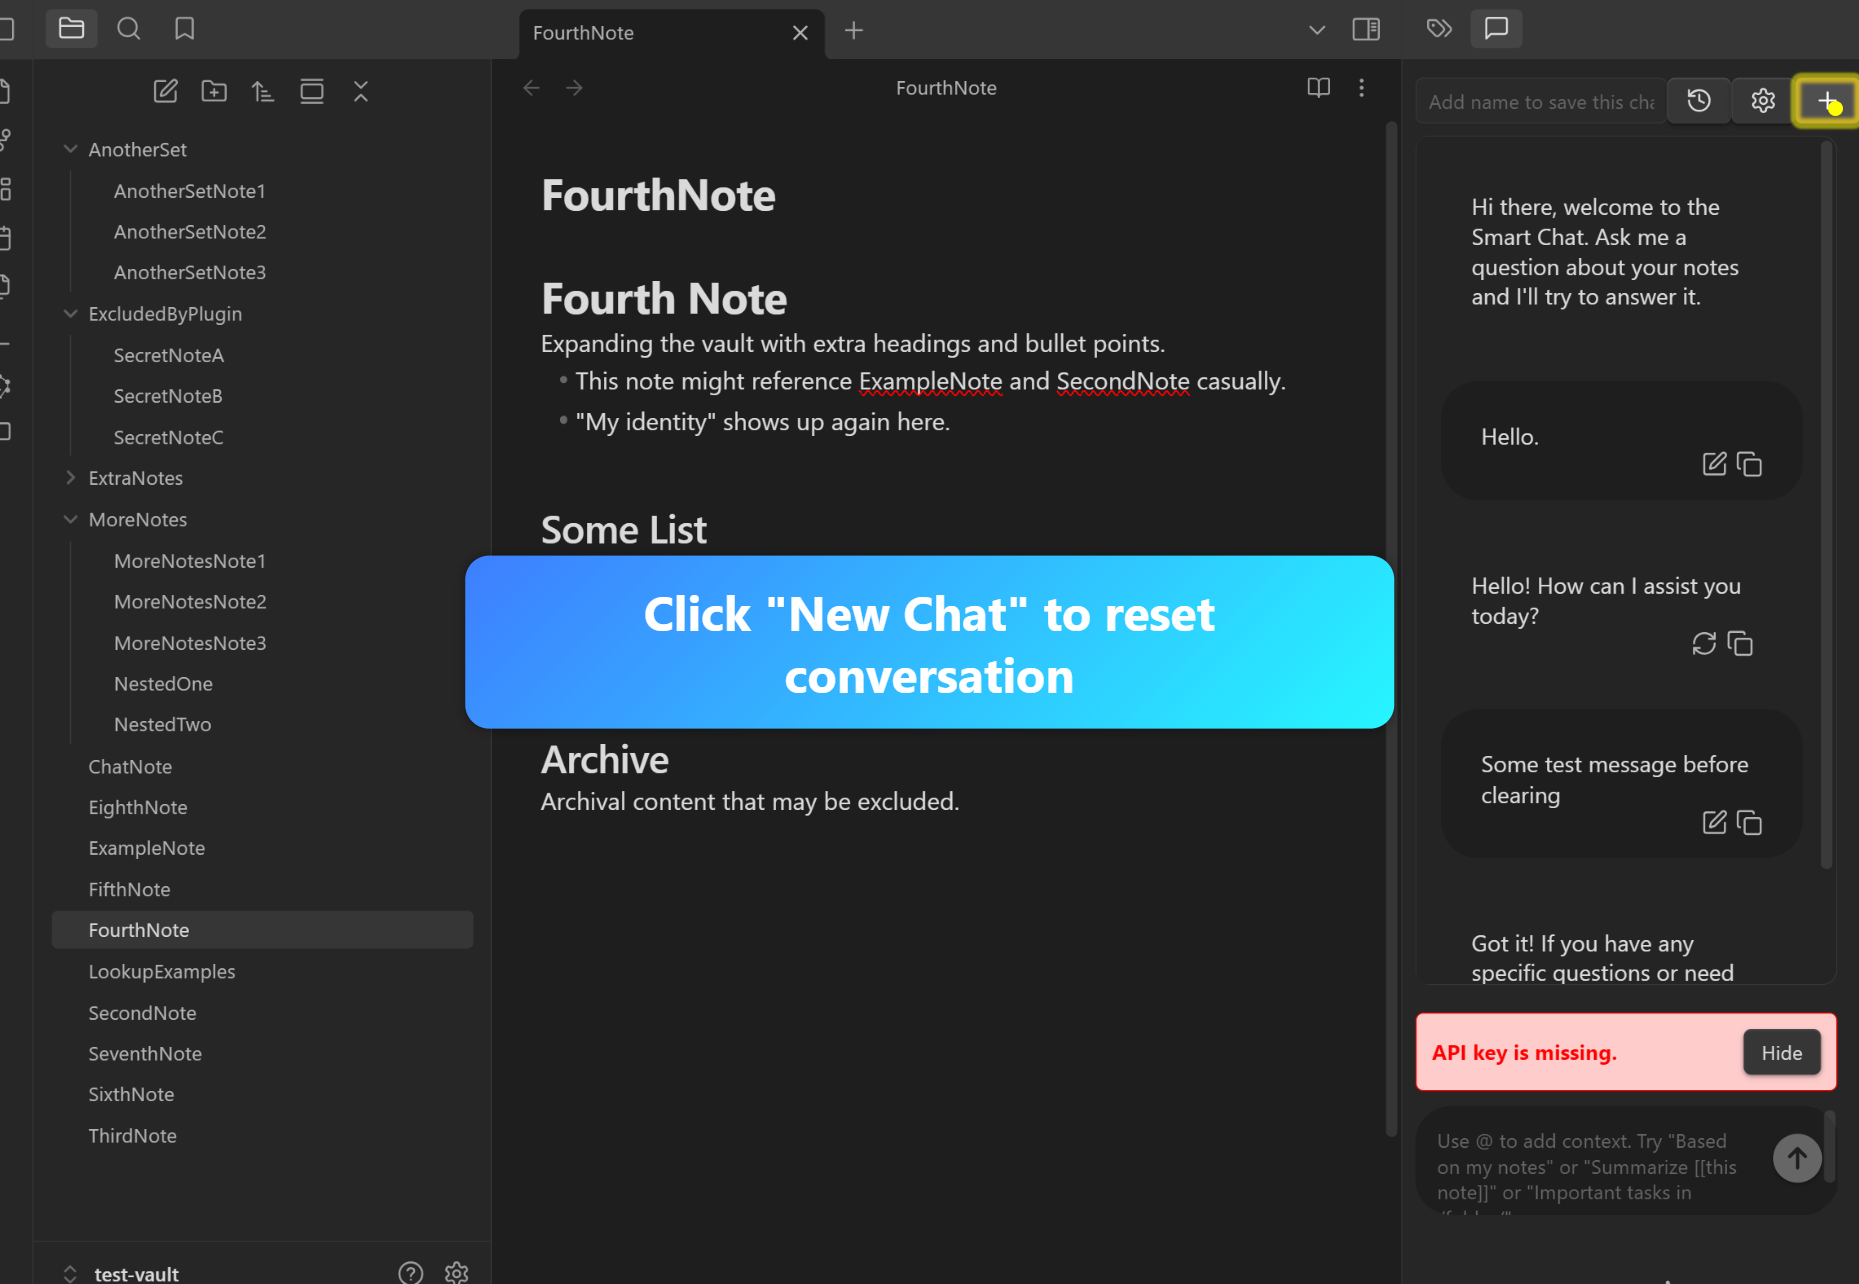 FourthNote
FourthNote
Add name to save this cha
AnotherSet
AnotherSetNote1
AnotherSetNote2
AnotherSetNote3
ExcludedByPlugin
SecretNoteA
SecretNoteB
SecretNoteC
ExtraNotes
MoreNotes
MoreNotesNote1
MoreNotesNote2
MoreNotesNote3
NestedOne
NestedTwo
ChatNote
EighthNote
ExampleNote
FifthNote
FourthNote
LookupExamples
SecondNote
SeventhNote
SixthNote
ThirdNote
test-vault
FourthNote
Fourth Note
Expanding the vault with extra headings and bullet points.
• This note might reference ExampleNote and SecondNote casually.
• "My identity" shows up again here.
Some List
Click "New Chat" to reset
conversation
Archive
Archival content that may be excluded.
Hi there, welcome to the
Smart Chat. Ask me a
question about your notes
and I'll try to answer it.
Hello.
Hello! How can I assist you
today?
Some test message before
clearing
Got it! If you have any
specific questions or need
API key is missing.
Hide
Use @ to add context. Try "Based
on my notes" or "Summarize [[this
note]]" or "Important tasks in